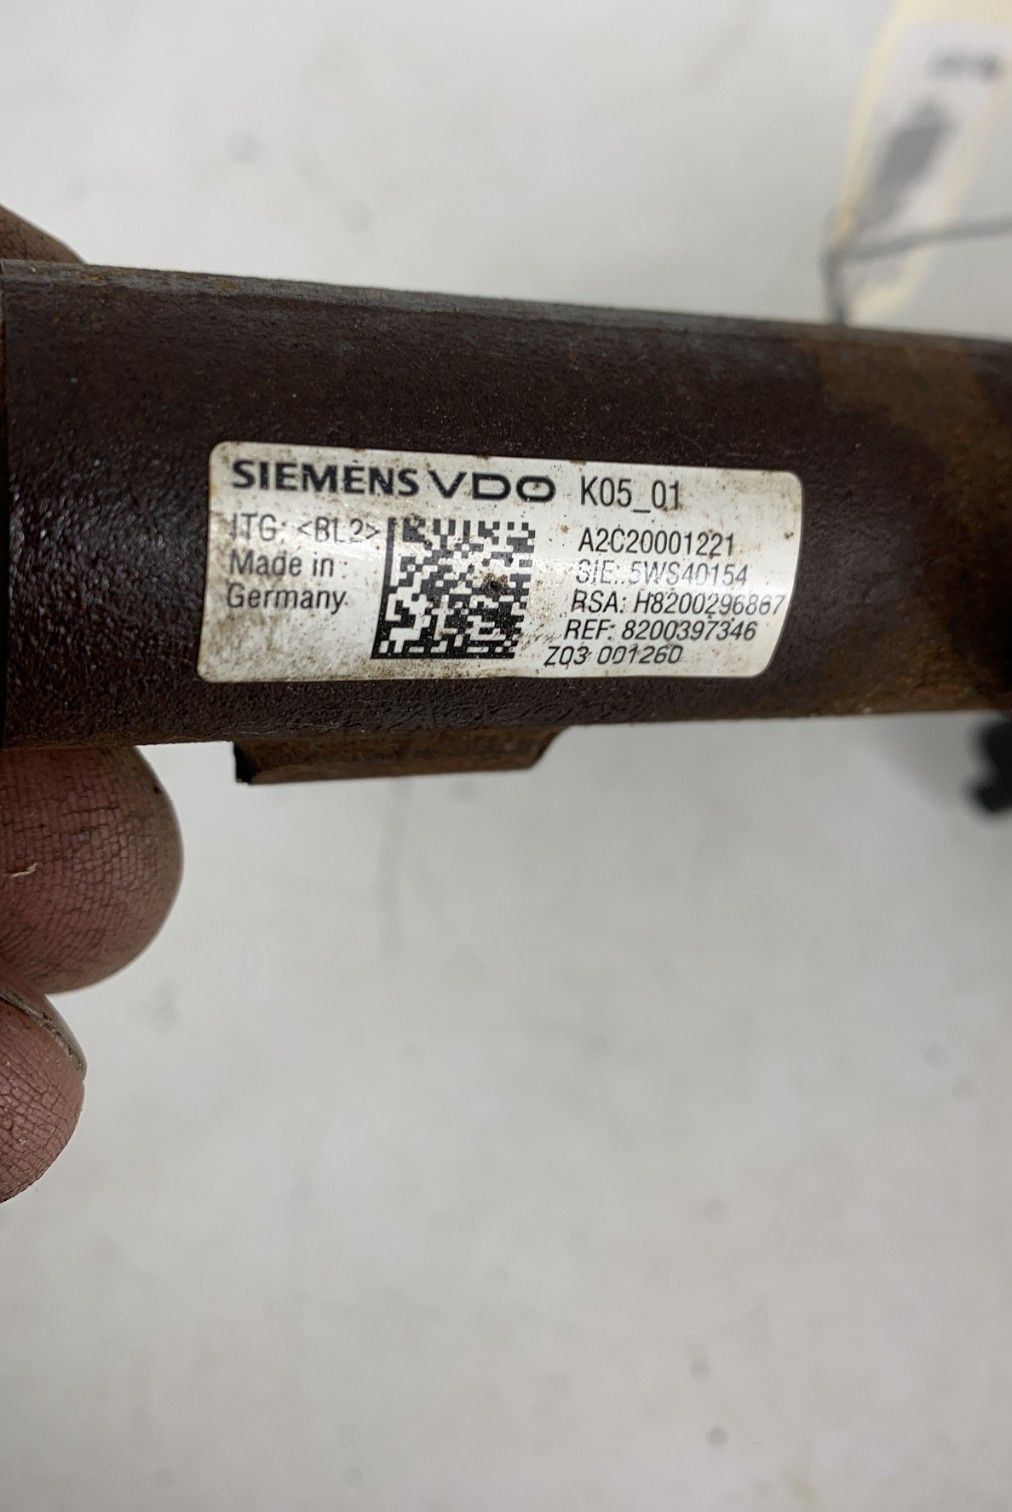 SIEMENS VDO K05_01
ITG: <BL2>
Made in
Germany
A2C20001221
SIE: 5WS40154
RSA: H8200296867
REF: 8200397346
Z03 001260